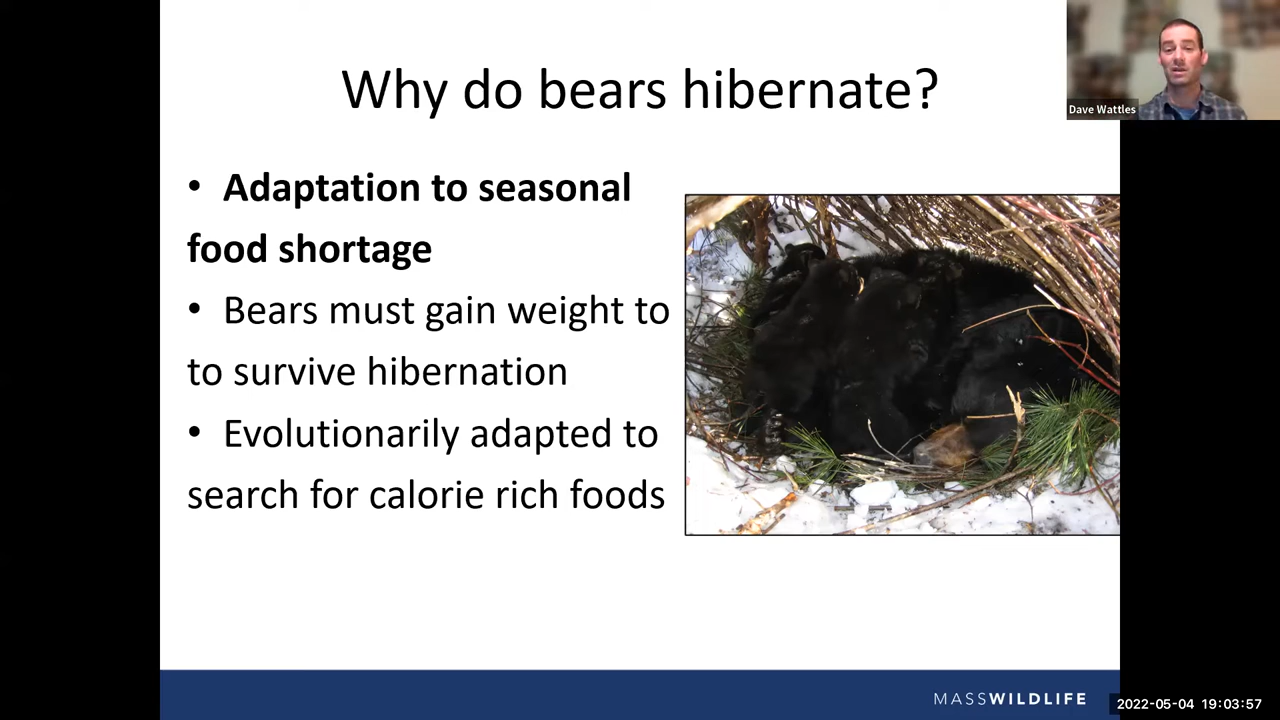 Why do bears hibernate?
Dave Wattles
• Adaptation to seasonal
food shortage
• Bears must gain weight to
to survive hibernation
• Evolutionarily adapted to
search for calorie rich foods
MASSWILDLIFE
2022-05-04 19:03:57